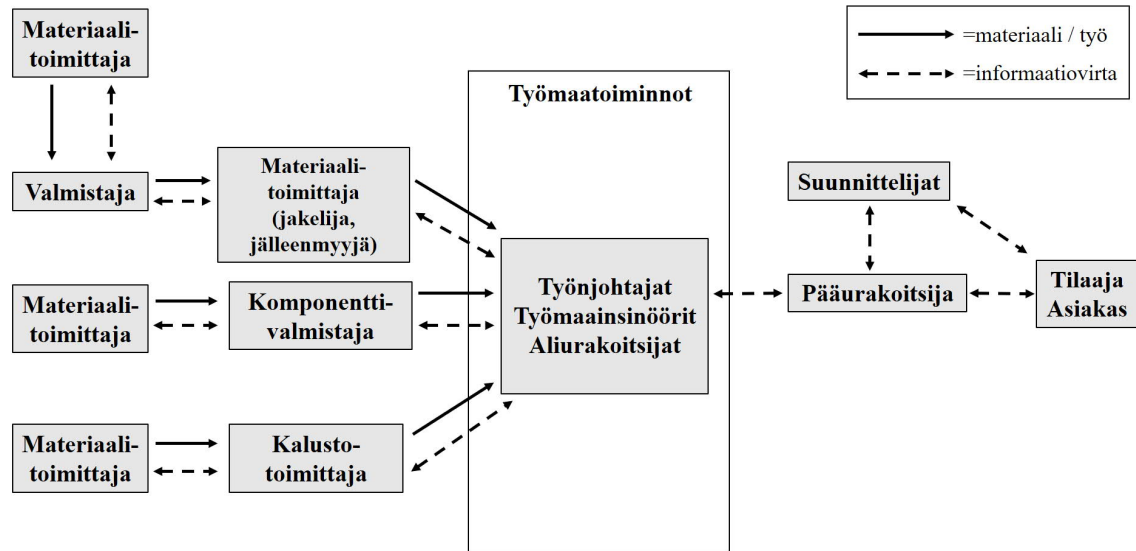 Materiaali-
toimittaja
=materiaali / työ
=informaatiovirta
Työmaatoiminnot
Valmistaja
Materiaali-
toimittaja
(jakelija,
jälleenmyyjä)
Suunnittelijat
Materiaali-
toimittaja
Komponentti-
valmistaja
Työnjohtajat
Työmaainsinöörit
Aliurakoitsijat
Pääurakoitsija
Tilaaja
Asiakas
Materiaali-
toimittaja
Kalusto-
toimittaja